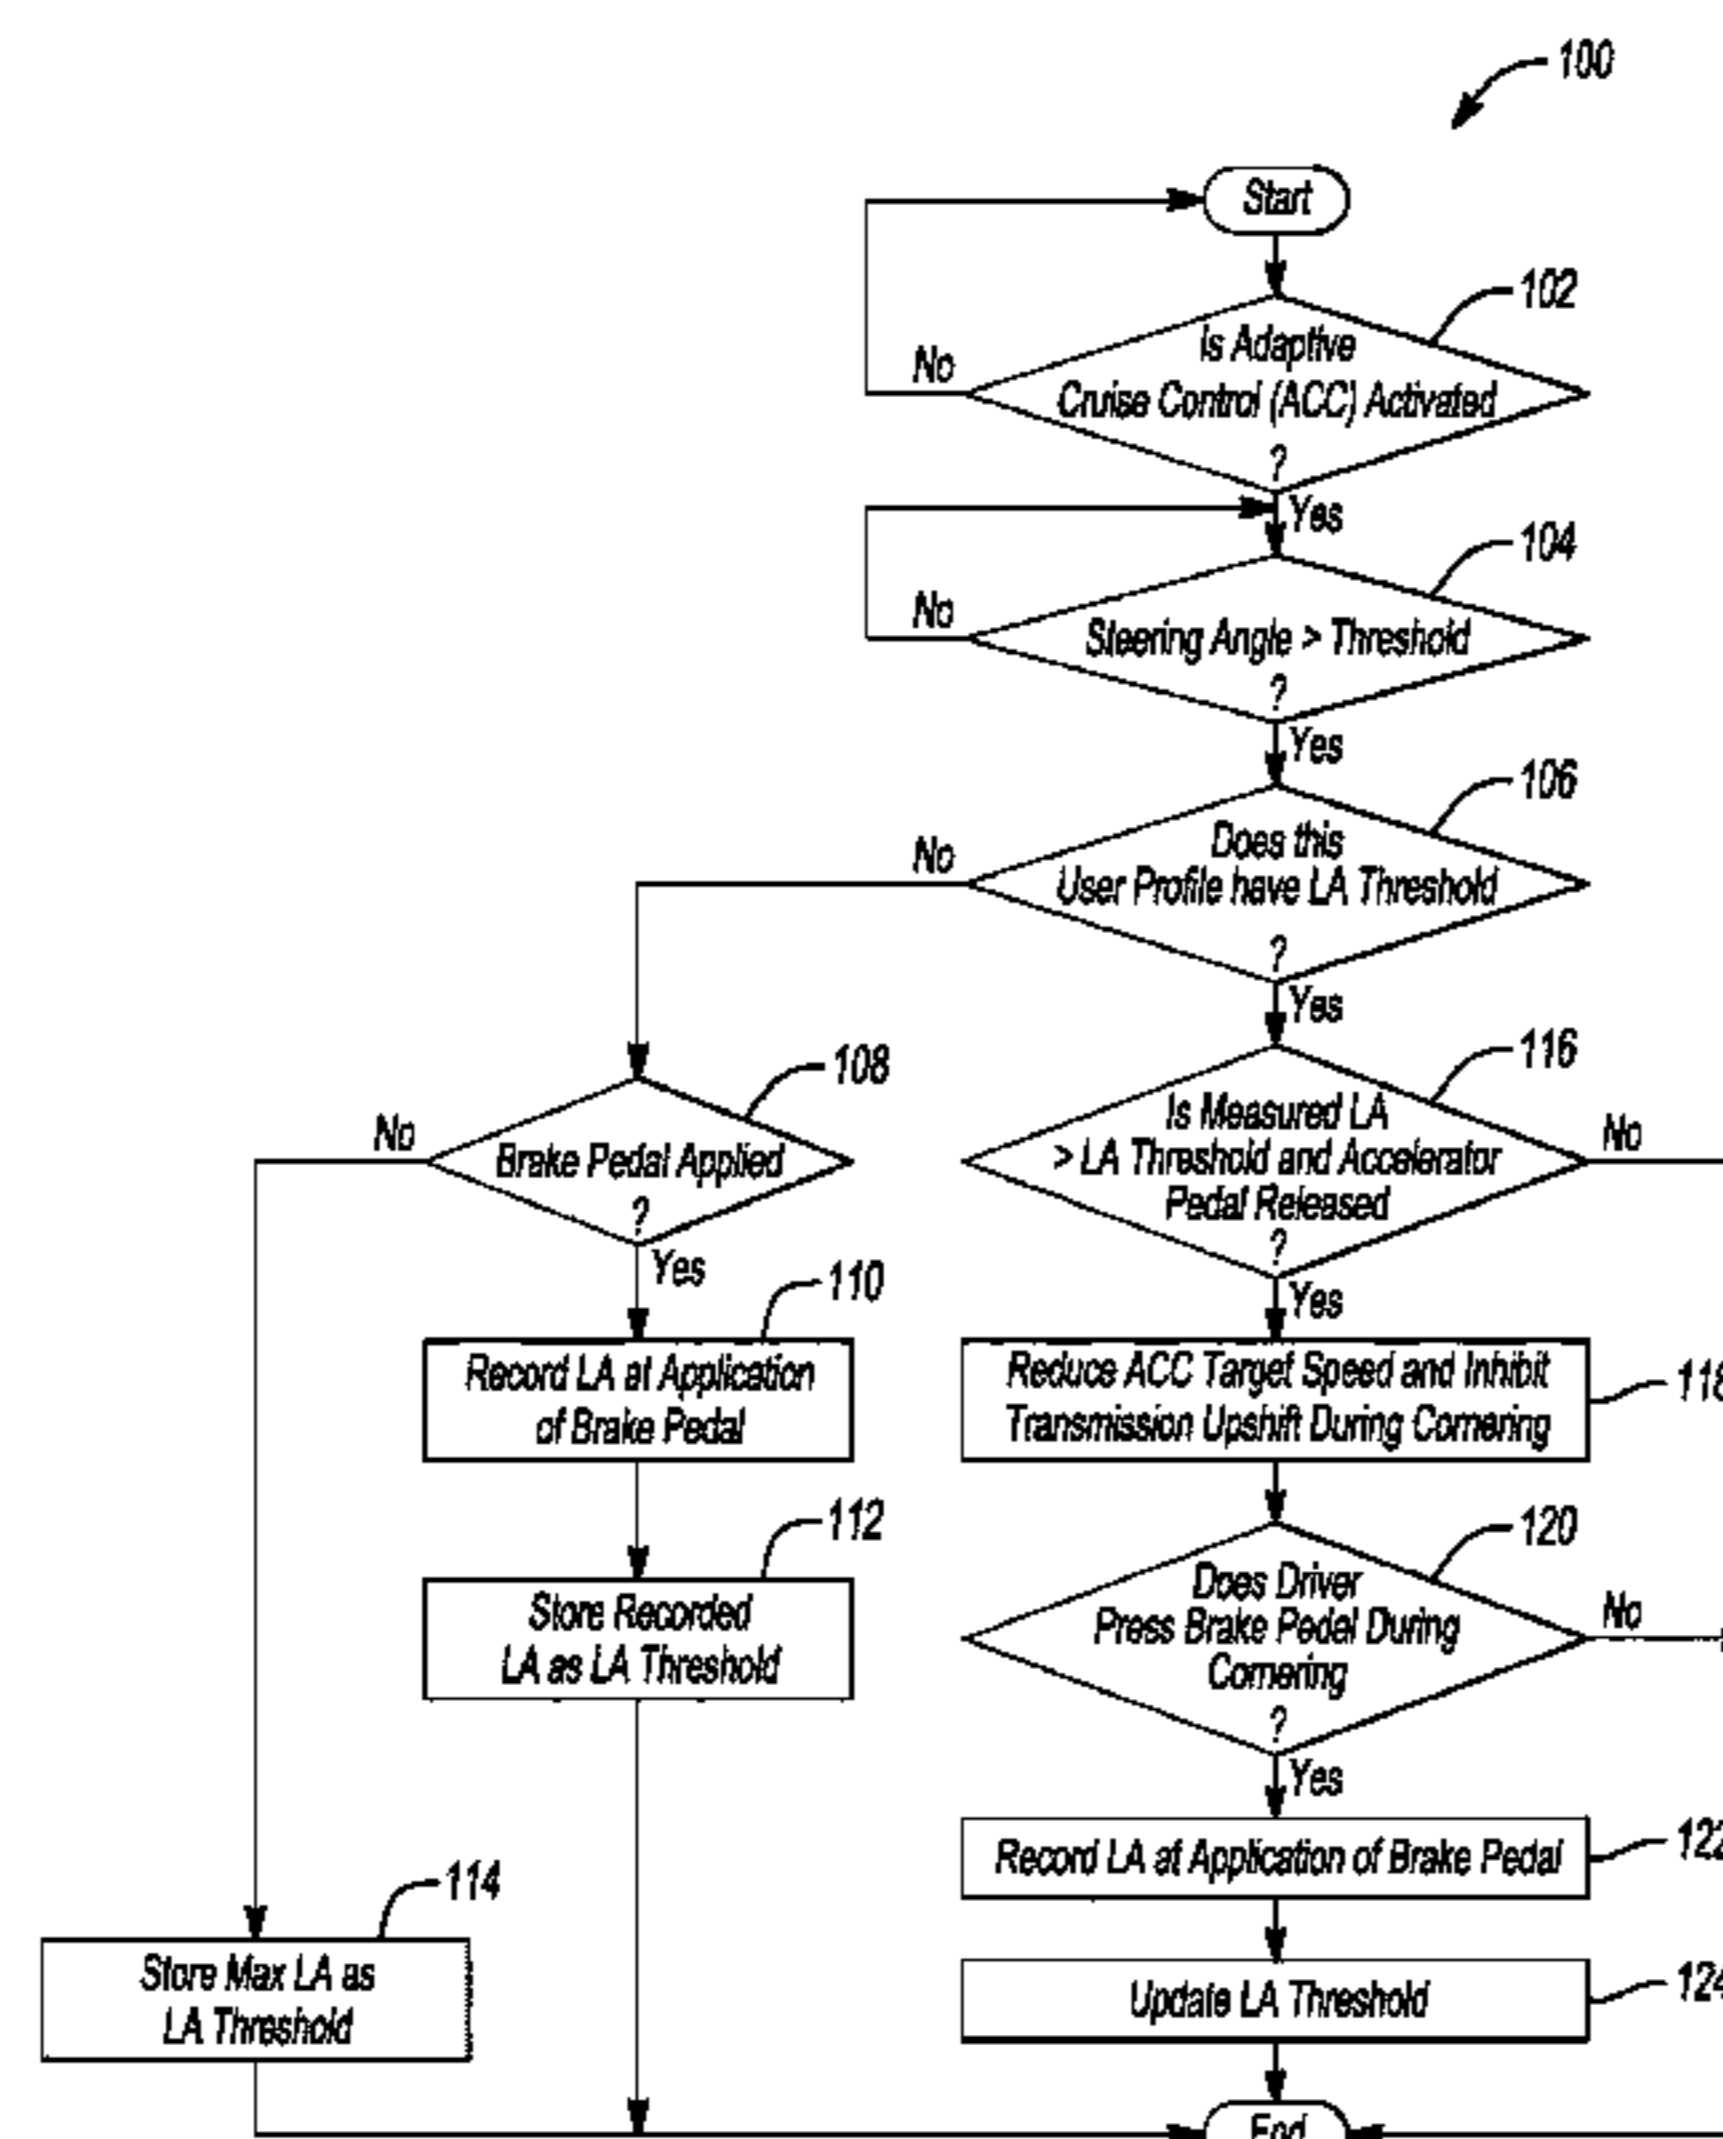 100
Start
102
Is Adaptive
Cruise Control (ACC) Activated
?
No
Yes
104
Steering Angle > Threshold
?
No
Yes
106
Does this
User Profile have LA Threshold
?
No
Yes
108
Brake Pedal Applied
?
No
Yes
116
Is Measured LA
> LA Threshold and Accelerator
Pedal Released
?
No
Yes
110
Record LA at Application
of Brake Pedal
118
Reduce ACC Target Speed and Inhibit
Transmission Upshift During Cornering
112
Store Recorded
LA as LA Threshold
120
Does Driver
Press Brake Pedal During
Cornering
?
No
Yes
122
Record LA at Application of Brake Pedal
114
Store Max LA as
LA Threshold
124
Update LA Threshold
End